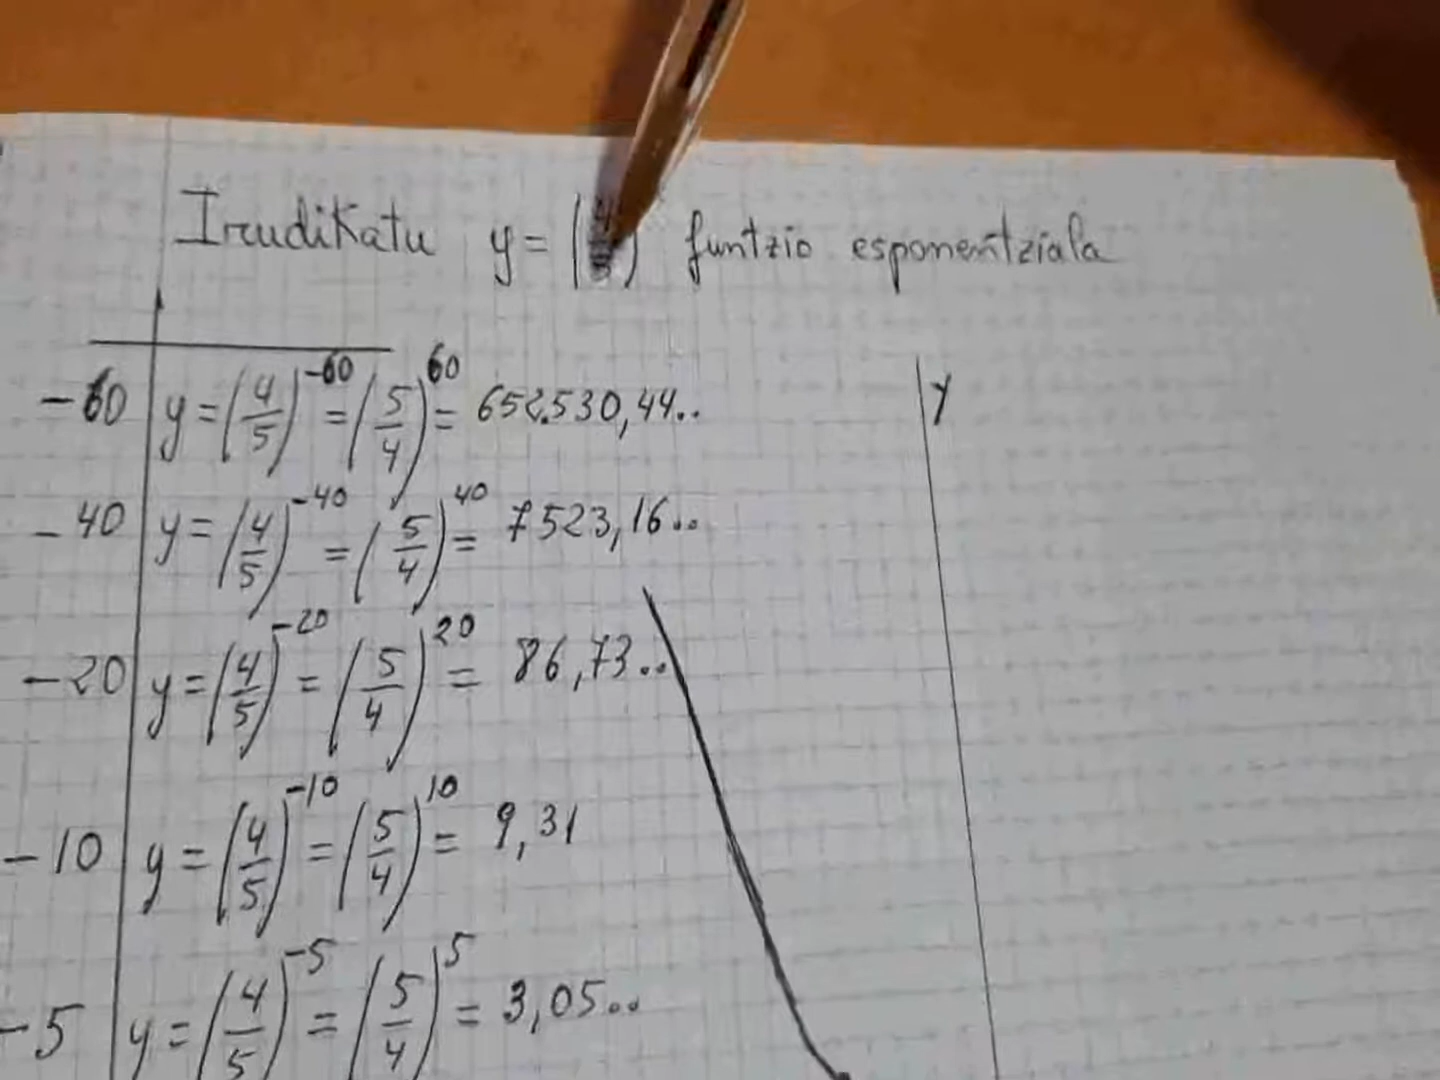 Irudikatu y = (4/5) funtzio esponentziala
-60 y = (4/5)^-60 = (5/4)^60 = 652.530,44..
y
-40 y = (4/5)^-40 = (5/4)^40 = 7523,16..
-20 y = (4/5)^-20 = (5/4)^20 = 86,73..
-10 y = (4/5)^-10 = (5/4)^10 = 9,31
-5 y = (4/5)^-5 = (5/4)^5 = 3,05..